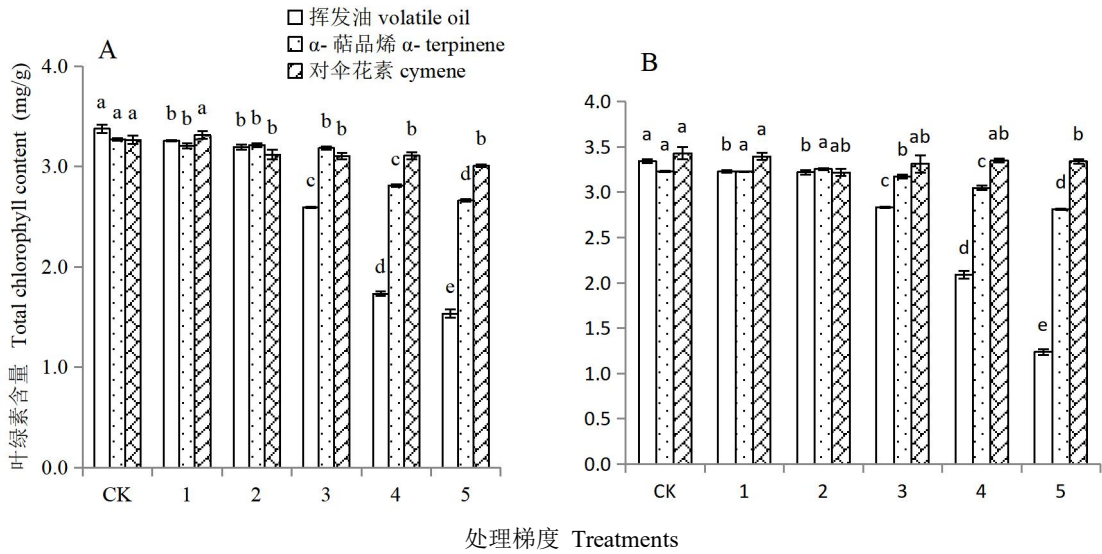 挥发油 volatile oil
α- 萜品烯 α- terpinene
对伞花素 cymene
A
B
叶绿素含量 Total chlorophyll content (mg/g)
4.0
3.0
2.0
1.0
0.0
a a a b b a b b b c b b d c b e d b
CK 1 2 3 4 5
4.0
3.5
3.0
2.5
2.0
1.5
1.0
0.5
0.0
a a a b a a b a ab c b ab d c ab e d b
CK 1 2 3 4 5
处理梯度 Treatments